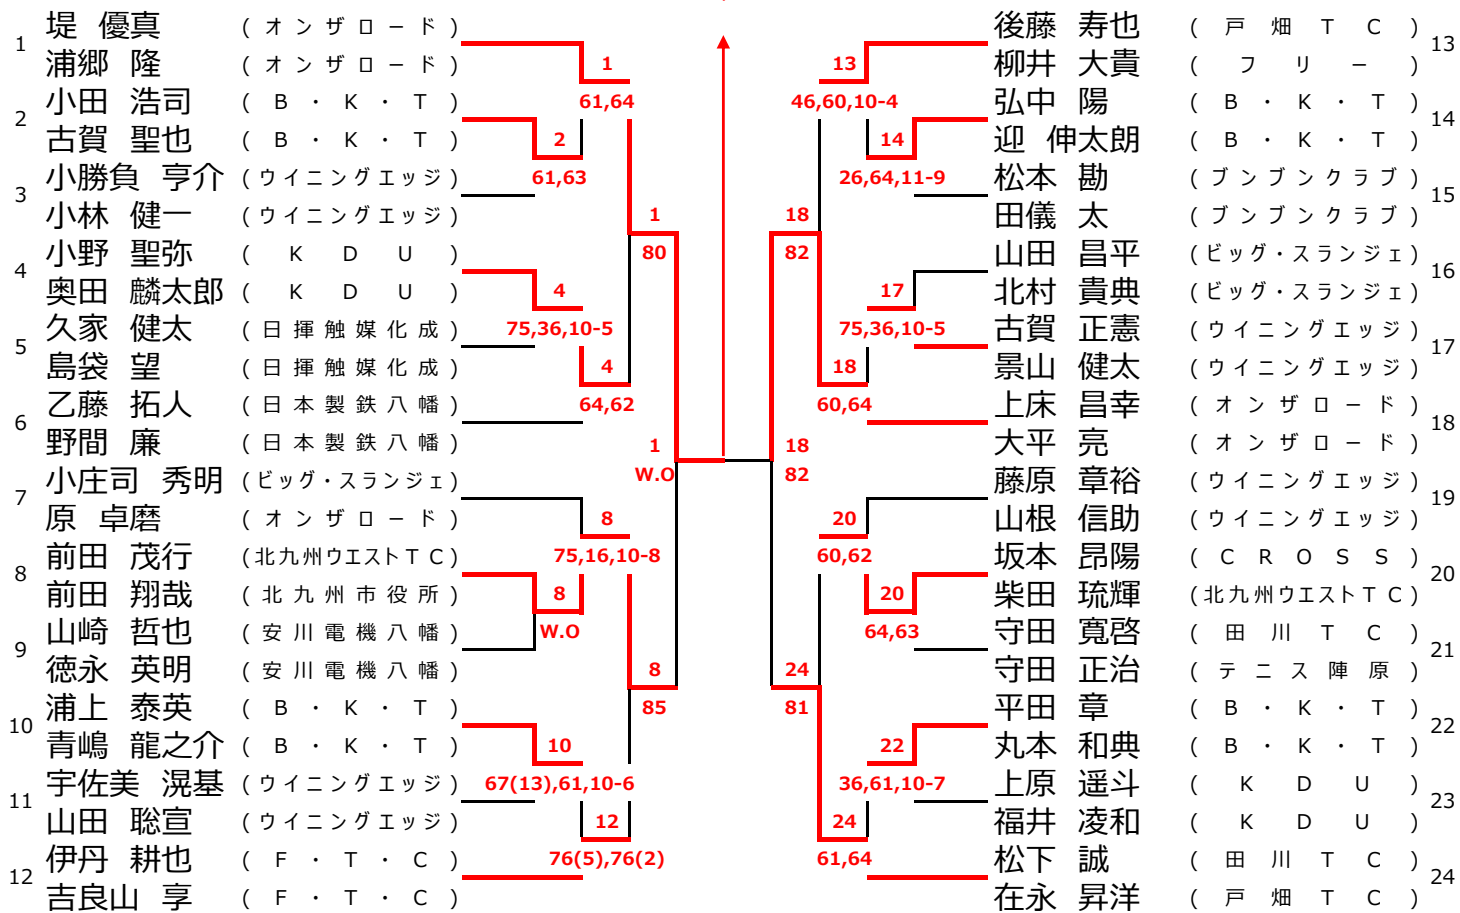 堤 優真 (オンザロード)
1
浦郷 隆 (オンザロード)
小田 浩司 (B・K・T)
2
古賀 聖也 (B・K・T)
小勝負 亨介 (ウイニングエッジ)
3
小林 健一 (ウイニングエッジ)
小野 聖弥 (KDU)
4
奥田 麟太郎 (KDU)
久家 健太 (日揮触媒化成)
5
島袋 望 (日揮触媒化成)
乙藤 拓人 (日本製鉄八幡)
6
野間 廉 (日本製鉄八幡)
小庄司 秀明 (ビッグ・スランジェ)
7
原 卓磨 (オンザロード)
前田 茂行 (北九州ウエストTC)
8
前田 翔哉 (北九州市役所)
山崎 哲也 (安川電機八幡)
9
徳永 英明 (安川電機八幡)
浦上 泰英 (B・K・T)
10
青嶋 龍之介 (B・K・T)
宇佐美 滉基 (ウイニングエッジ)
11
山田 聡宣 (ウイニングエッジ)
伊丹 耕也 (F・T・C)
12
吉良山 享 (F・T・C)
1
61,64
2
61,63
1
80
4
75,36,10-5
4
64,62
1
W.O
8
75,16,10-8
8
W.O
8
85
10
67(13),61,10-6
12
76(5),76(2)
13
46,60,10-4
14
26,64,11-9
18
82
17
75,36,10-5
18
60,64
18
82
20
60,62
20
64,63
24
81
22
36,61,10-7
24
61,64
後藤 寿也 (戸畑TC)
13
柳井 大貴 (フリー)
弘中 陽 (B・K・T)
14
迎 伸太朗 (B・K・T)
松本 勘 (ブンブンクラブ)
15
田儀 太 (ブンブンクラブ)
山田 昌平 (ビッグ・スランジェ)
16
北村 貴典 (ビッグ・スランジェ)
古賀 正憲 (ウイニングエッジ)
17
景山 健太 (ウイニングエッジ)
上床 昌幸 (オンザロード)
18
大平 亮 (オンザロード)
藤原 章裕 (ウイニングエッジ)
19
山根 信助 (ウイニングエッジ)
坂本 昂陽 (CROSS)
20
柴田 琉輝 (北九州ウエストTC)
守田 寛啓 (田川TC)
21
守田 正治 (テニス陣原)
平田 章 (B・K・T)
22
丸本 和典 (B・K・T)
上原 遥斗 (KDU)
23
福井 凌和 (KDU)
松下 誠 (田川TC)
24
在永 昇洋 (戸畑TC)